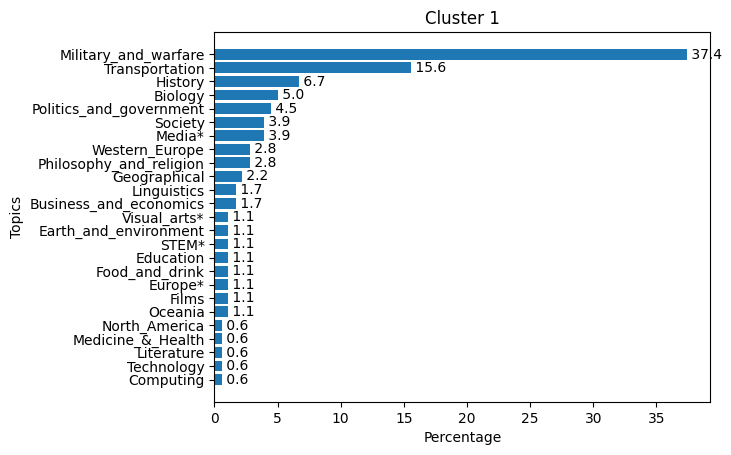 Cluster 1
Military_and_warfare 37.4
Transportation 15.6
History 6.7
Biology 5.0
Politics_and_government 4.5
Society 3.9
Media* 3.9
Western_Europe 2.8
Philosophy_and_religion 2.8
Geographical 2.2
Linguistics 1.7
Business_and_economics 1.7
Visual_arts* 1.1
Earth_and_environment 1.1
STEM* 1.1
Education 1.1
Food_and_drink 1.1
Europe* 1.1
Films 1.1
Oceania 1.1
North_America 0.6
Medicine_&_Health 0.6
Literature 0.6
Technology 0.6
Computing 0.6
Topics
0 5 10 15 20 25 30 35
Percentage